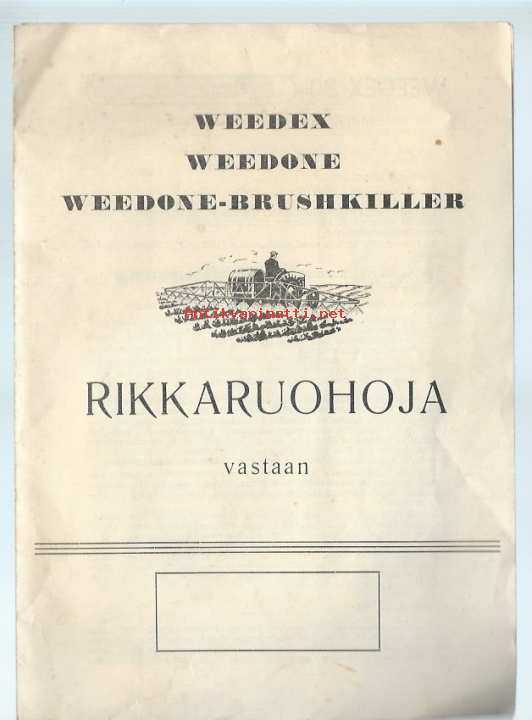 WEEDEX
WEEDONE
WEEDONE-BRUSHKILLER
Antikvariaatti.net
RIKKARUOHOJA
vastaan